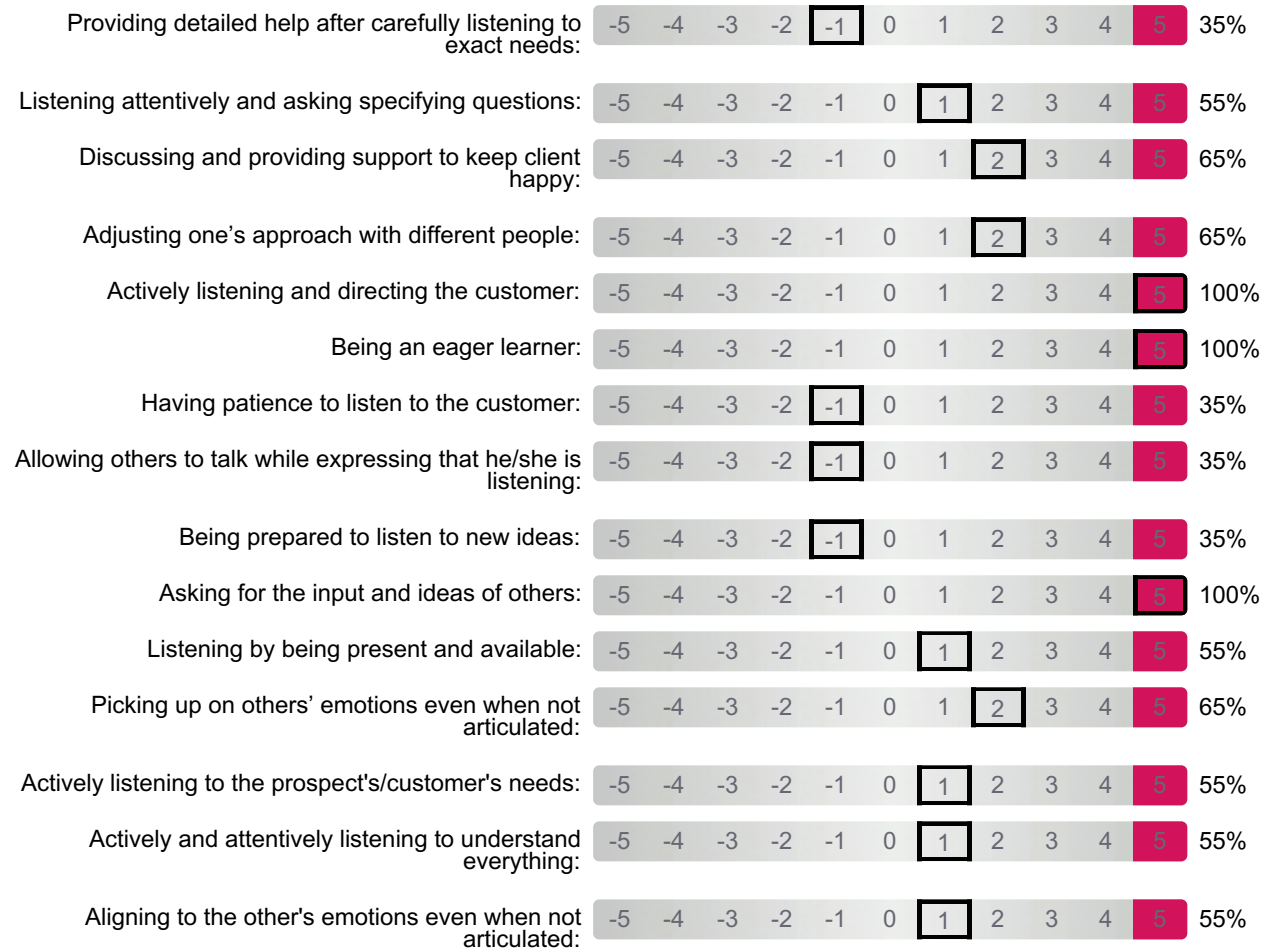 Providing detailed help after carefully listening to
exact needs:
-5 -4 -3 -2 -1 0 1 2 3 4 5 35%
Listening attentively and asking specifying questions:
-5 -4 -3 -2 -1 0 1 2 3 4 5 55%
Discussing and providing support to keep client
happy:
-5 -4 -3 -2 -1 0 1 2 3 4 5 65%
Adjusting one’s approach with different people:
-5 -4 -3 -2 -1 0 1 2 3 4 5 65%
Actively listening and directing the customer:
-5 -4 -3 -2 -1 0 1 2 3 4 5 100%
Being an eager learner:
-5 -4 -3 -2 -1 0 1 2 3 4 5 100%
Having patience to listen to the customer:
-5 -4 -3 -2 -1 0 1 2 3 4 5 35%
Allowing others to talk while expressing that he/she is
listening:
-5 -4 -3 -2 -1 0 1 2 3 4 5 35%
Being prepared to listen to new ideas:
-5 -4 -3 -2 -1 0 1 2 3 4 5 35%
Asking for the input and ideas of others:
-5 -4 -3 -2 -1 0 1 2 3 4 5 100%
Listening by being present and available:
-5 -4 -3 -2 -1 0 1 2 3 4 5 55%
Picking up on others’ emotions even when not
articulated:
-5 -4 -3 -2 -1 0 1 2 3 4 5 65%
Actively listening to the prospect's/customer's needs:
-5 -4 -3 -2 -1 0 1 2 3 4 5 55%
Actively and attentively listening to understand
everything:
-5 -4 -3 -2 -1 0 1 2 3 4 5 55%
Aligning to the other's emotions even when not
articulated:
-5 -4 -3 -2 -1 0 1 2 3 4 5 55%